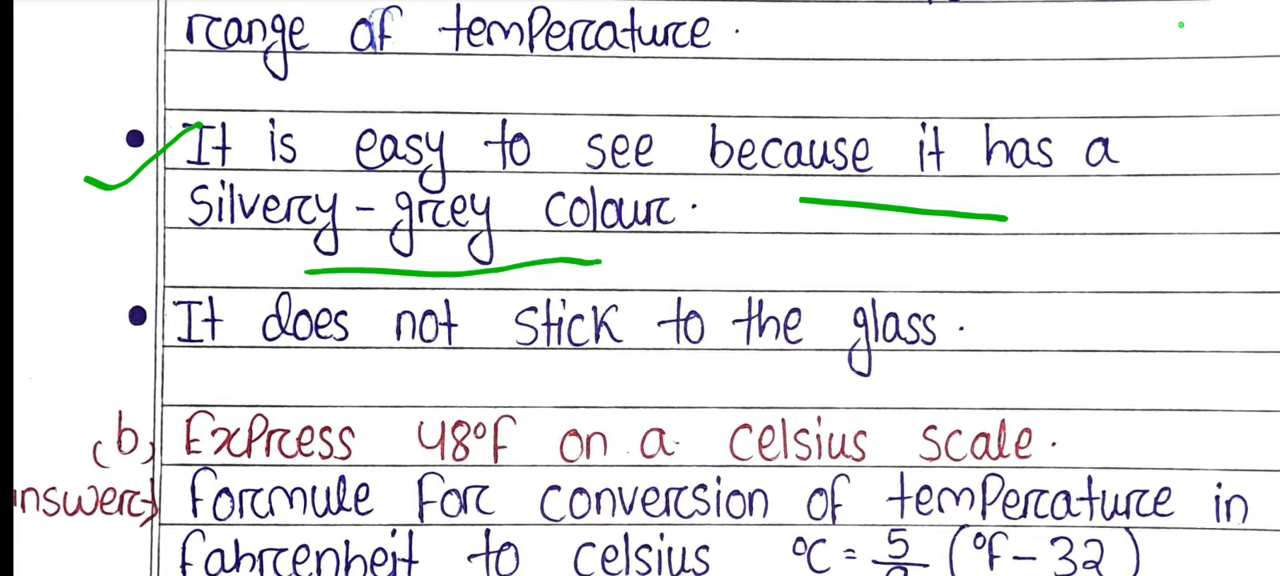 range of temperature.
• It is easy to see because it has a
silvery-grey colour.
• It does not stick to the glass.
(b) Express 48°F on a celsius scale.
formule for conversion of temperature in
fahrenheit to celsius °C = 5/9 (°F - 32)